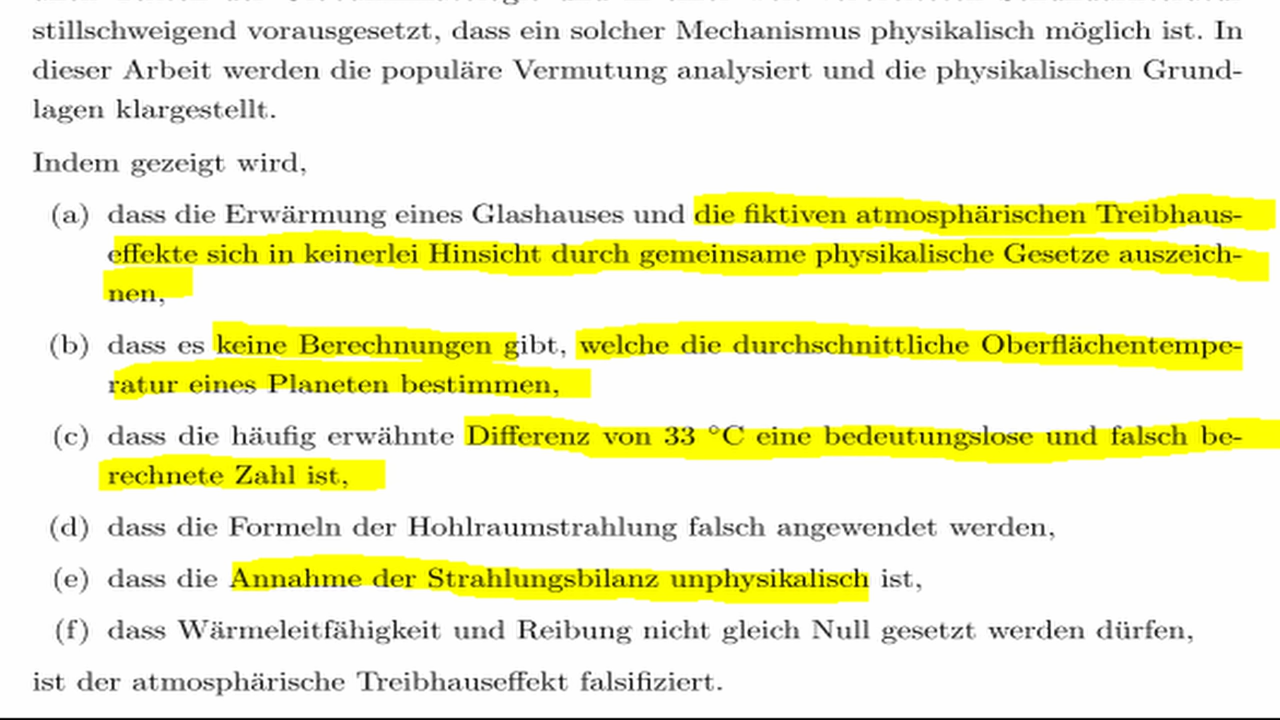 stillschweigend vorausgesetzt, dass ein solcher Mechanismus physikalisch möglich ist. In
dieser Arbeit werden die populäre Vermutung analysiert und die physikalischen Grund-
lagen klargestellt.
Indem gezeigt wird,
(a) dass die Erwärmung eines Glashauses und die fiktiven atmosphärischen Treibhaus-
effekte sich in keinerlei Hinsicht durch gemeinsame physikalische Gesetze auszeich-
nen,
(b) dass es keine Berechnungen gibt, welche die durchschnittliche Oberflächentempe-
ratur eines Planeten bestimmen,
(c) dass die häufig erwähnte Differenz von 33 °C eine bedeutungslose und falsch be-
rechnete Zahl ist,
(d) dass die Formeln der Hohlraumstrahlung falsch angewendet werden,
(e) dass die Annahme der Strahlungsbilanz unphysikalisch ist,
(f) dass Wärmeleitfähigkeit und Reibung nicht gleich Null gesetzt werden dürfen,
ist der atmosphärische Treibhauseffekt falsifiziert.